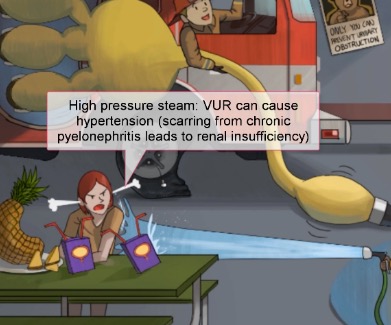 ONLY YOU CAN
PREVENT URINARY
OBSTRUCTION
High pressure steam: VUR can cause
hypertension (scarring from chronic
pyelonephritis leads to renal insufficiency)